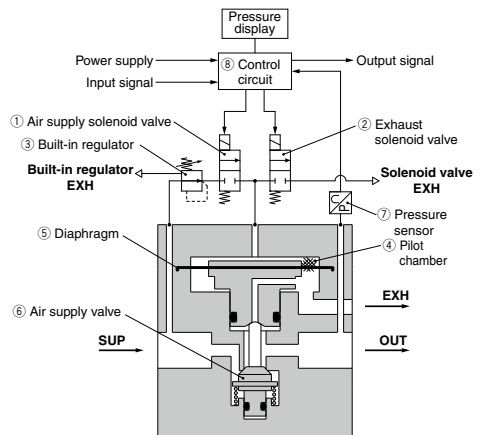 Pressure
display
Power supply
Input signal
⑧ Control
circuit
Output signal
① Air supply solenoid valve
② Exhaust
solenoid valve
③ Built-in regulator
Built-in regulator
EXH
Solenoid valve
EXH
P
⑦ Pressure
sensor
⑤ Diaphragm
④ Pilot
chamber
⑥ Air supply valve
EXH
SUP
OUT